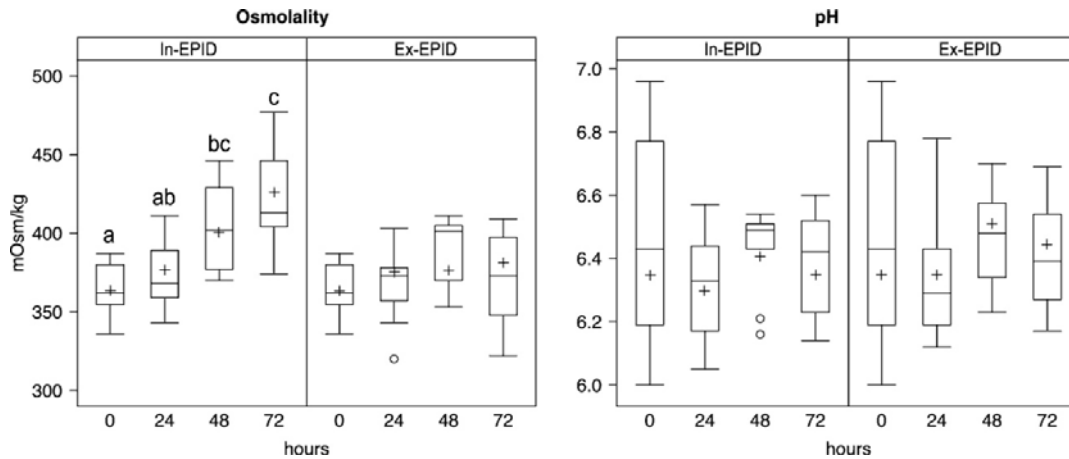 Osmolality
In-EPID Ex-EPID
500
450
400
350
300
mOsm/kg
a
ab
bc
c
0 24 48 72 0 24 48 72
hours
pH
In-EPID Ex-EPID
7.0
6.8
6.6
6.4
6.2
6.0
0 24 48 72 0 24 48 72
hours